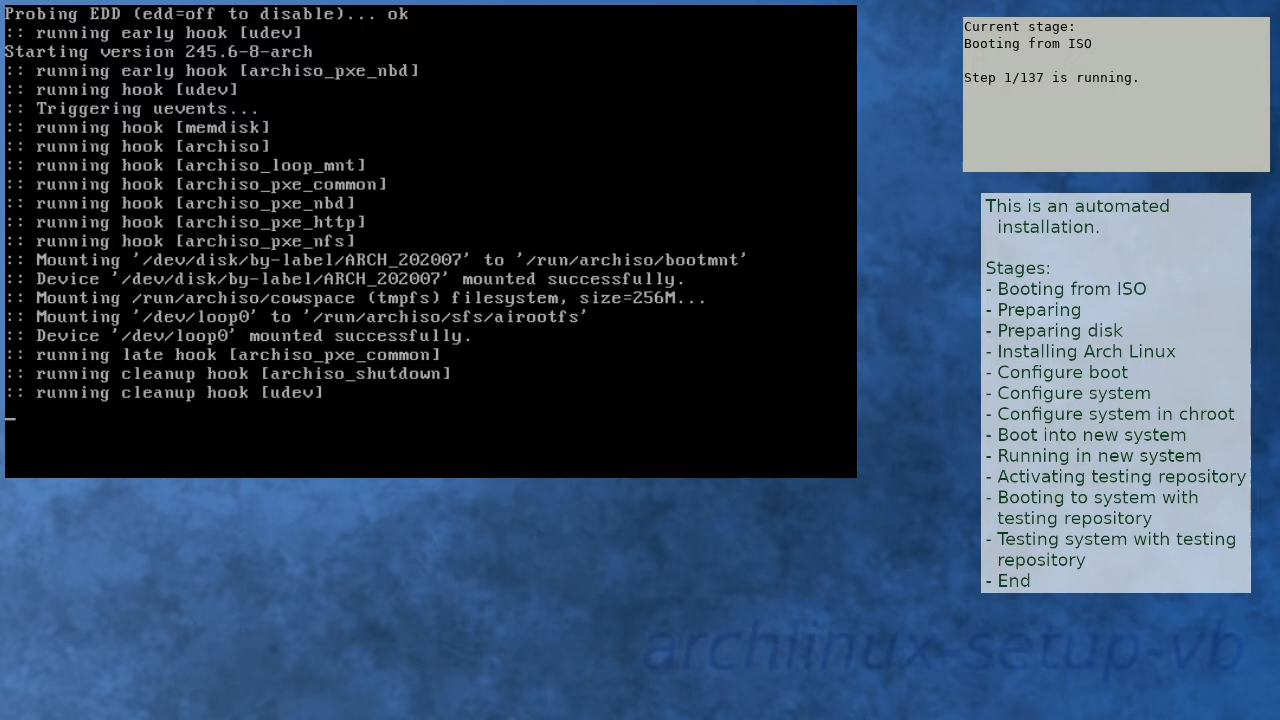 Probing EDD (edd=off to disable)... ok
:: running early hook [udev]
Starting version 245.6-8-arch
:: running early hook [archiso_pxe_nbd]
:: running hook [udev]
:: Triggering uevents...
:: running hook [memdisk]
:: running hook [archiso]
:: running hook [archiso_loop_mnt]
:: running hook [archiso_pxe_common]
:: running hook [archiso_pxe_nbd]
:: running hook [archiso_pxe_http]
:: running hook [archiso_pxe_nfs]
:: Mounting '/dev/disk/by-label/ARCH_202007' to '/run/archiso/bootmnt'
:: Device '/dev/disk/by-label/ARCH_202007' mounted successfully.
:: Mounting /run/archiso/cowspace (tmpfs) filesystem, size=256M...
:: Mounting '/dev/loop0' to '/run/archiso/sfs/airootfs'
:: Device '/dev/loop0' mounted successfully.
:: running late hook [archiso_pxe_common]
:: running cleanup hook [archiso_shutdown]
:: running cleanup hook [udev]
_
Current stage:
Booting from ISO
Step 1/137 is running.
This is an automated
installation.
Stages:
- Booting from ISO
- Preparing
- Preparing disk
- Installing Arch Linux
- Configure boot
- Configure system
- Configure system in chroot
- Boot into new system
- Running in new system
- Activating testing repository
- Booting to system with
testing repository
- Testing system with testing
repository
- End
archlinux-setup-vb